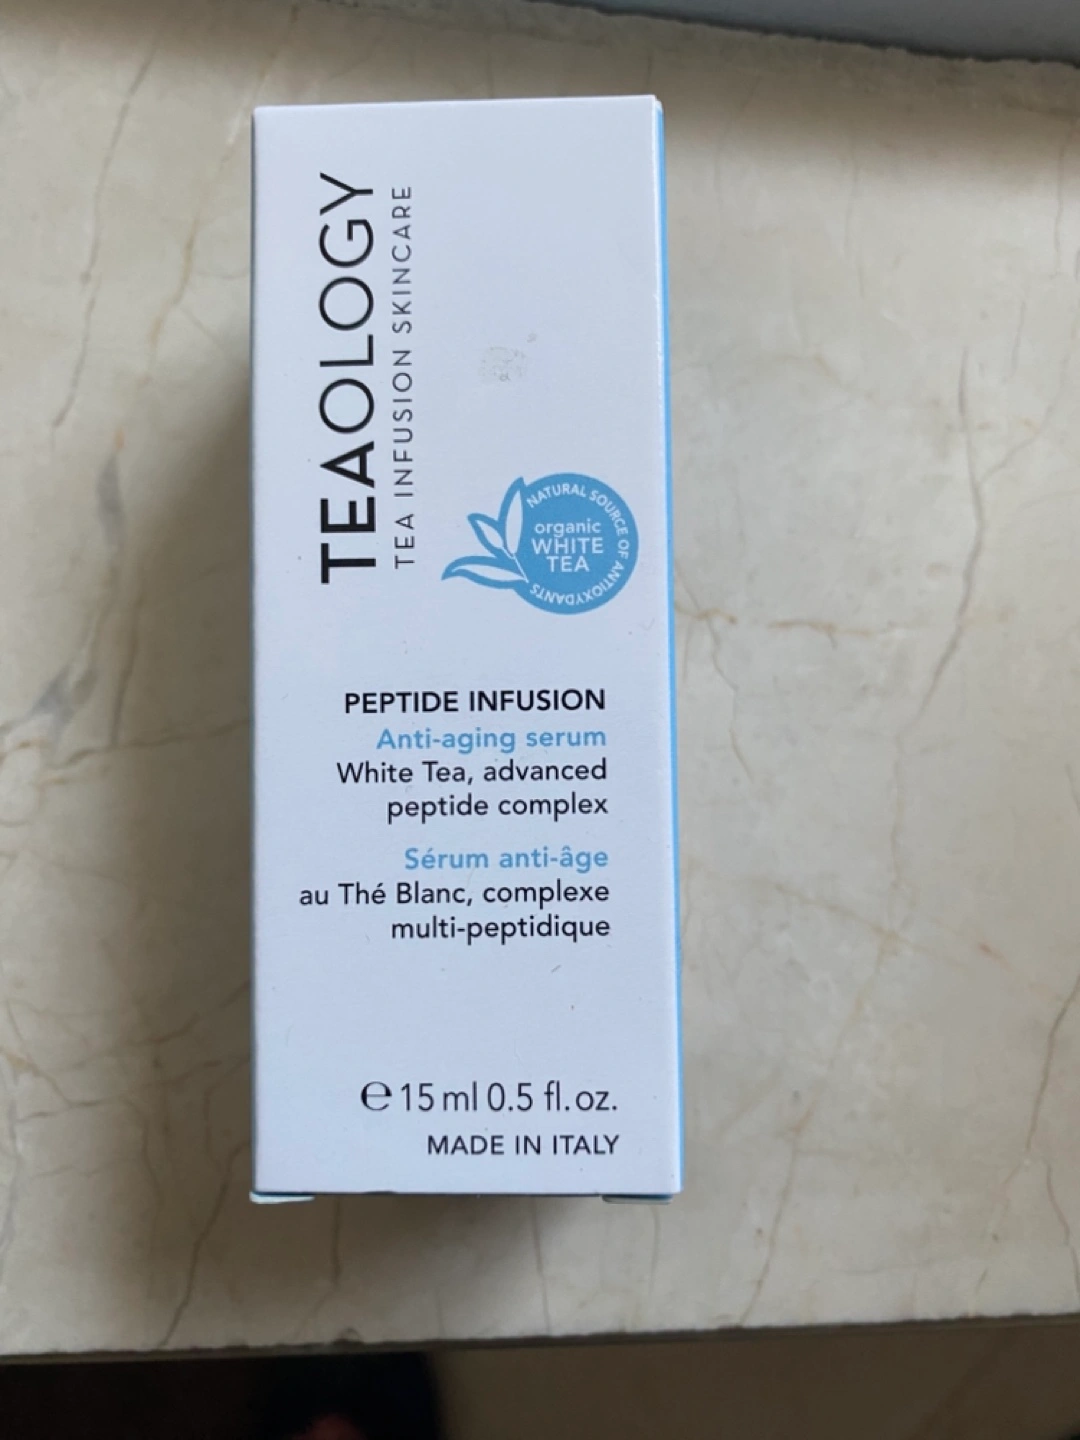 TEAOLOGY
TEA INFUSION SKINCARE
NATURAL SOURCE OF ANTIOXYDANTS
organic
WHITE
TEA
PEPTIDE INFUSION
Anti-aging serum
White Tea, advanced
peptide complex
Sérum anti-âge
au Thé Blanc, complexe
multi-peptidique
℮ 15 ml 0.5 fl.oz.
MADE IN ITALY